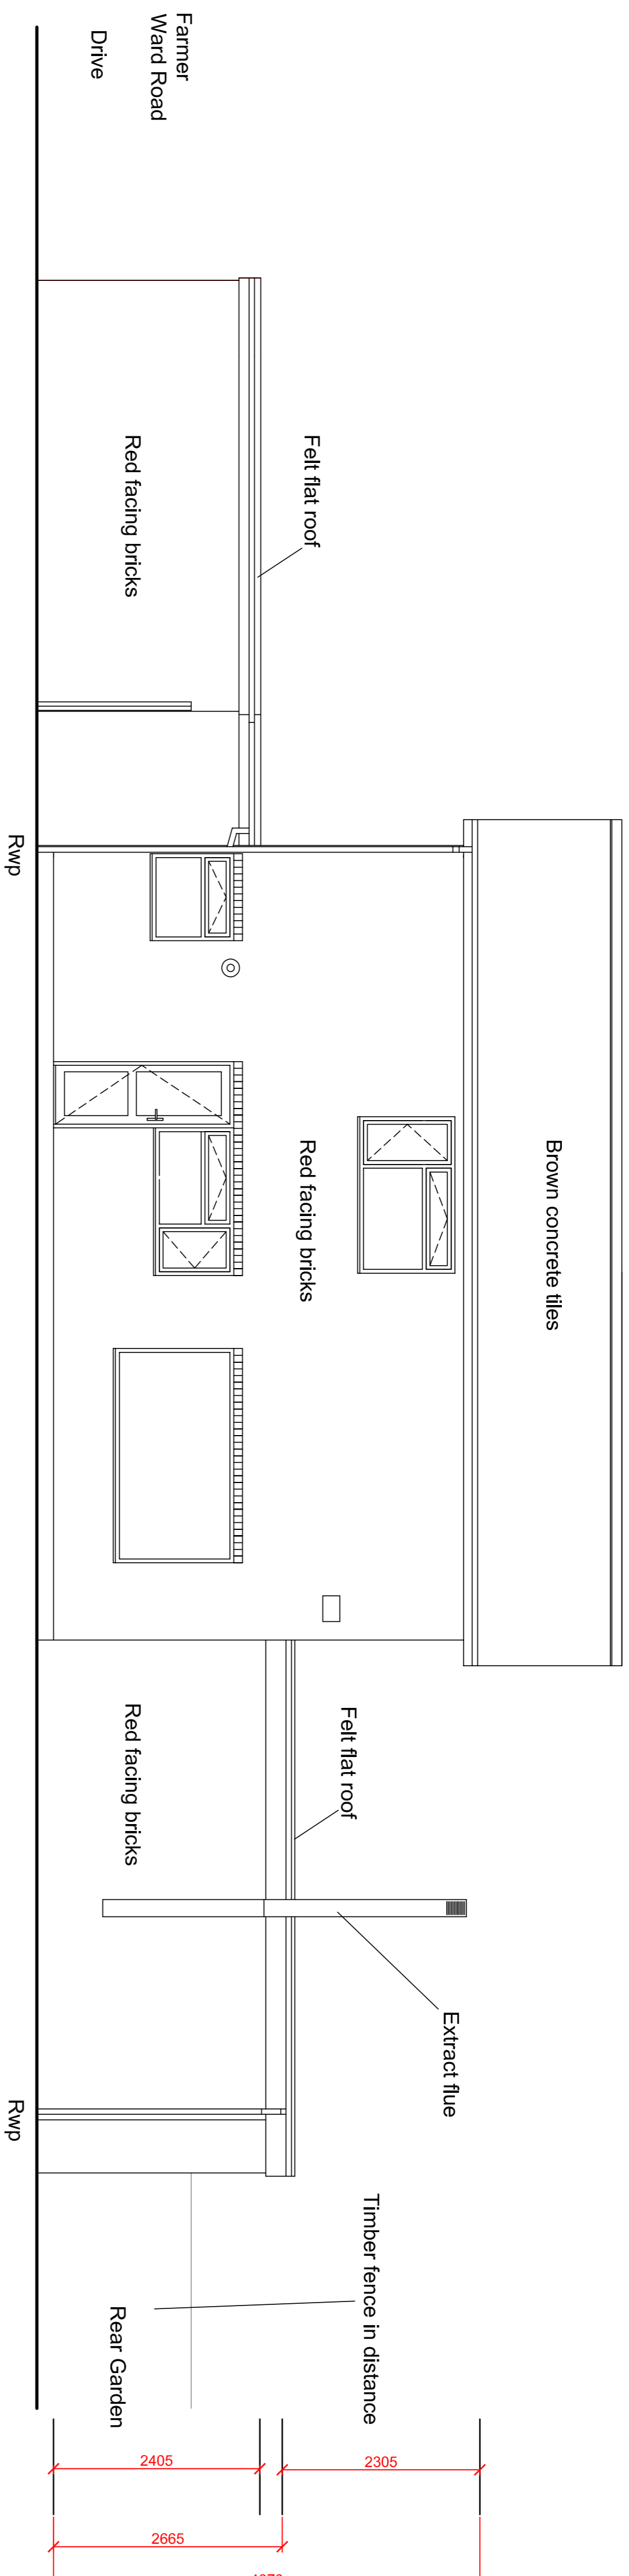 Farmer
Ward Road
Drive
Felt flat roof
Red facing bricks
Rwp
Brown concrete tiles
Red facing bricks
Felt flat roof
Red facing bricks
Extract flue
Rwp
Timber fence in distance
Rear Garden
2405
2305
2665